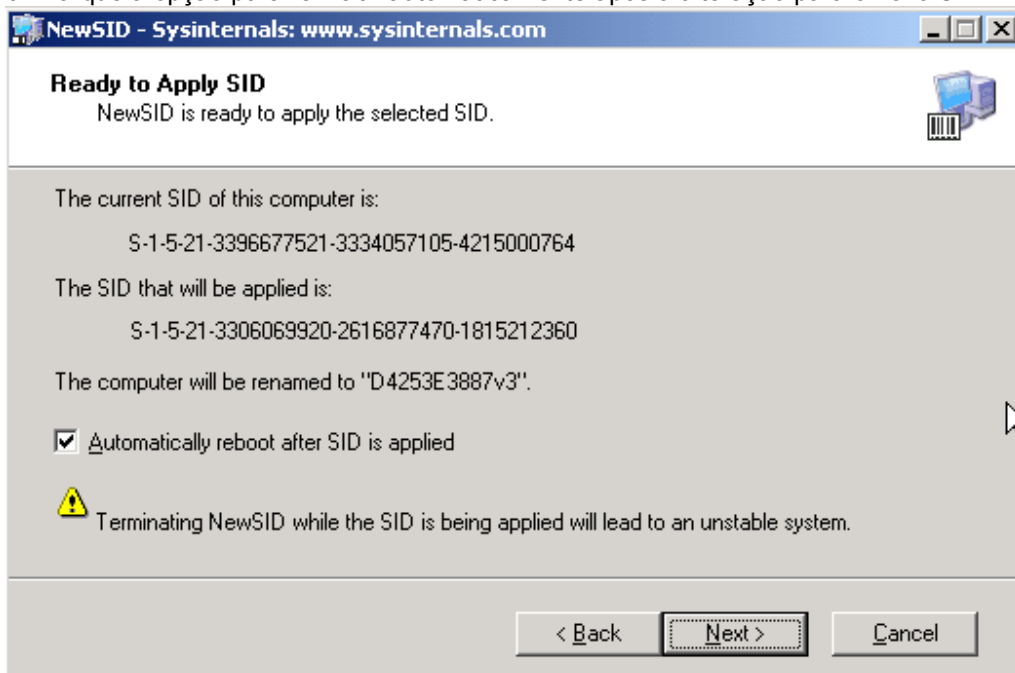 NewSID - Sysinternals: www.sysinternals.com
Ready to Apply SID
NewSID is ready to apply the selected SID.
The current SID of this computer is:
S-1-5-21-3396677521-3334057105-4215000764
The SID that will be applied is:
S-1-5-21-3306069920-2616877470-1815212360
The computer will be renamed to "D4253E3887v3".
Automatically reboot after SID is applied
Terminating NewSID while the SID is being applied will lead to an unstable system.
< Back Next > Cancel